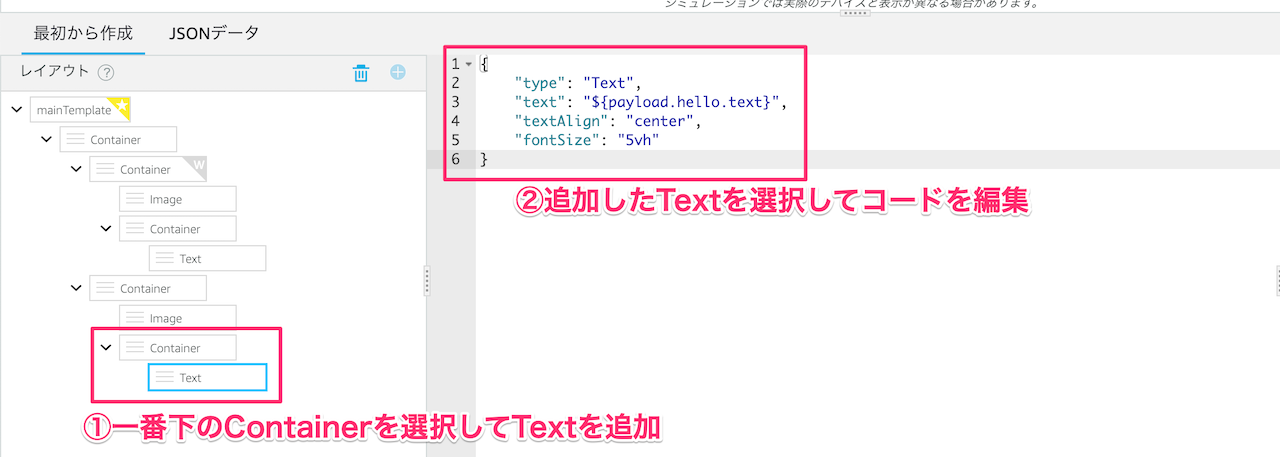 シミュレーションでは実際のデバイスと表示が異なる場合があります。
最初から作成 JSONデータ
レイアウト ?
mainTemplate
Container
Container W
Image
Container
Text
Container
Image
Container
Text
1 {
2 "type": "Text",
3 "text": "${payload.hello.text}",
4 "textAlign": "center",
5 "fontSize": "5vh"
6 }
②追加したTextを選択してコードを編集
①一番下のContainerを選択してTextを追加